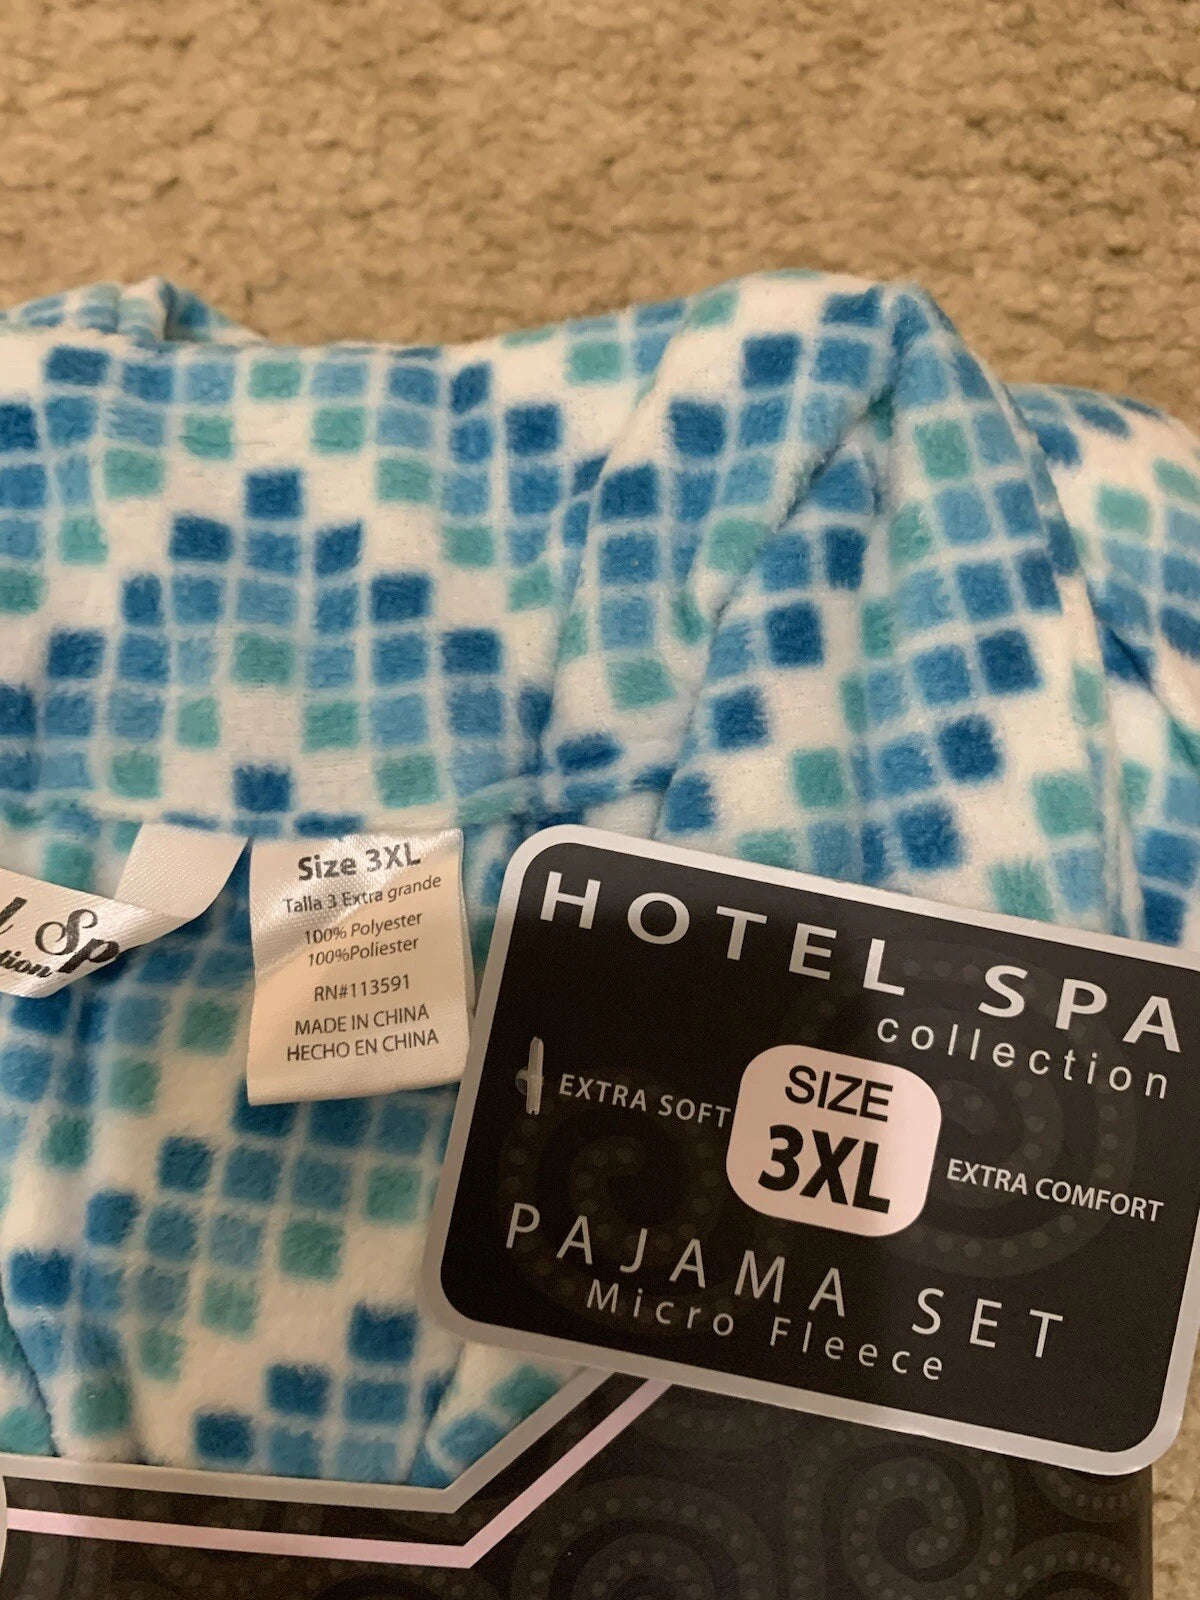 Size 3XL
Talla 3 Extra grande
100% Polyester
100%Poliester
RN#113591
MADE IN CHINA
HECHO EN CHINA
HOTEL SPA
collection
EXTRA SOFT
SIZE
3XL
EXTRA COMFORT
PAJAMA SET
Micro Fleece